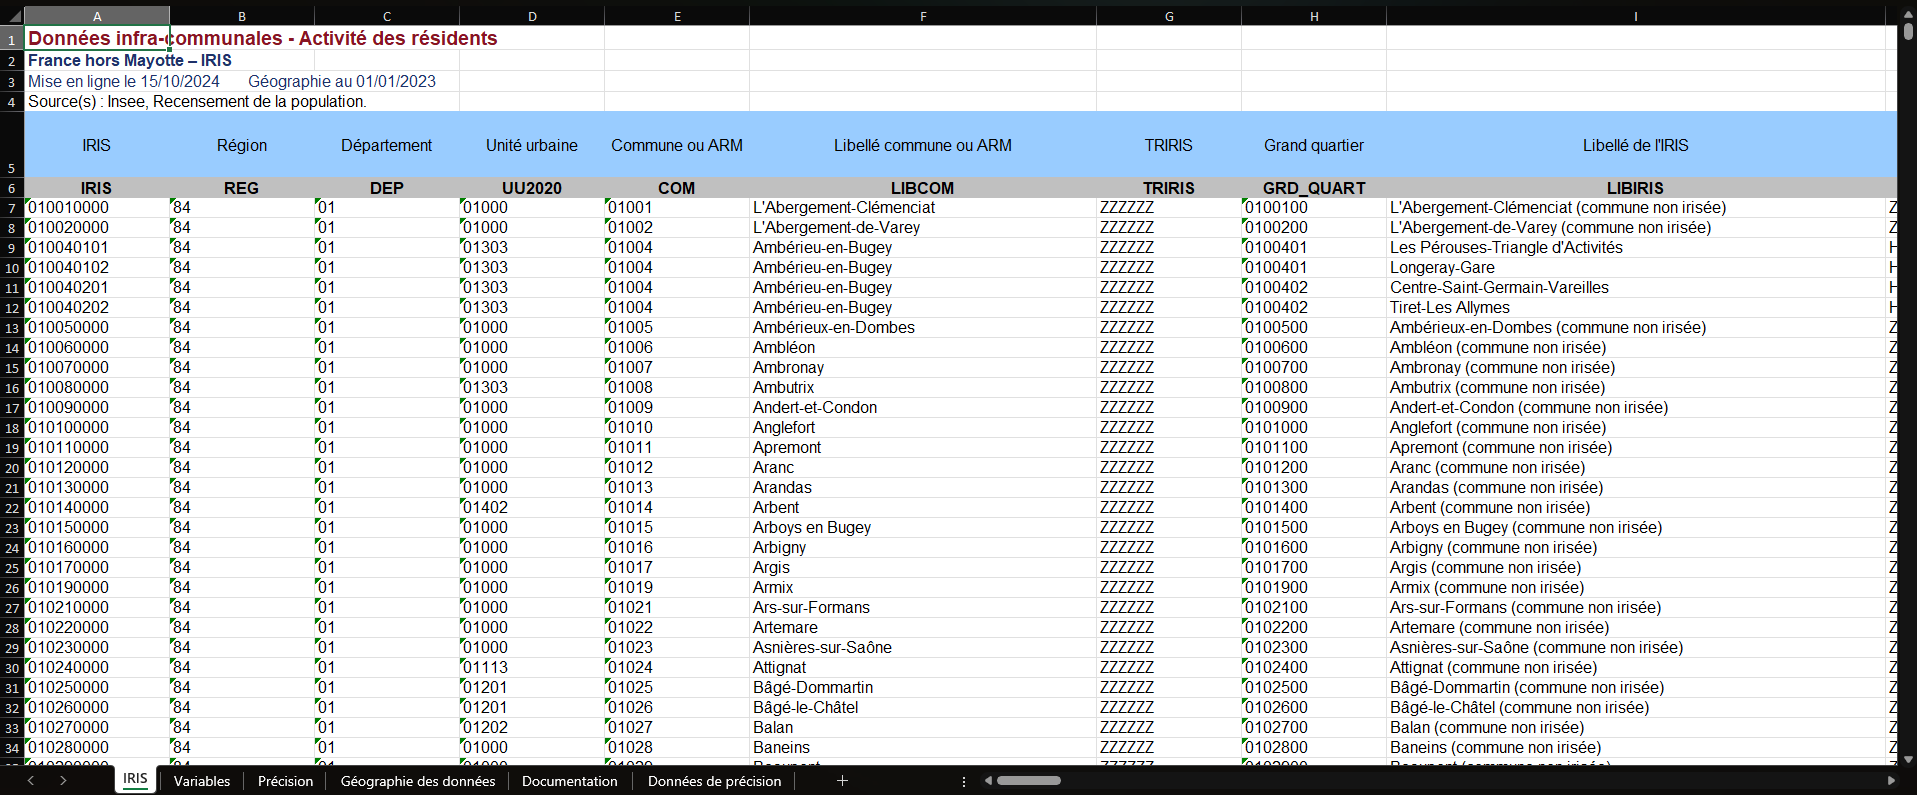 A B C D E F G H I
1 Données infra-communales - Activité des résidents
2 France hors Mayotte – IRIS
3 Mise en ligne le 15/10/2024 Géographie au 01/01/2023
4 Source(s) : Insee, Recensement de la population.
5 IRIS Région Département Unité urbaine Commune ou ARM Libellé commune ou ARM TRIRIS Grand quartier Libellé de l'IRIS
6 IRIS REG DEP UU2020 COM LIBCOM TRIRIS GRD_QUART LIBIRIS
7 010010000 84 01 01000 01001 L'Abergement-Clémenciat ZZZZZZ 0100100 L'Abergement-Clémenciat (commune non irisée) Z
8 010020000 84 01 01000 01002 L'Abergement-de-Varey ZZZZZZ 0100200 L'Abergement-de-Varey (commune non irisée) Z
9 010040101 84 01 01303 01004 Ambérieu-en-Bugey ZZZZZZ 0100401 Les Pérouses-Triangle d'Activités H
10 010040102 84 01 01303 01004 Ambérieu-en-Bugey ZZZZZZ 0100401 Longeray-Gare H
11 010040201 84 01 01303 01004 Ambérieu-en-Bugey ZZZZZZ 0100402 Centre-Saint-Germain-Vareilles H
12 010040202 84 01 01303 01004 Ambérieu-en-Bugey ZZZZZZ 0100402 Tiret-Les Allymes H
13 010050000 84 01 01000 01005 Ambérieux-en-Dombes ZZZZZZ 0100500 Ambérieux-en-Dombes (commune non irisée) Z
14 010060000 84 01 01000 01006 Ambléon ZZZZZZ 0100600 Ambléon (commune non irisée) Z
15 010070000 84 01 01000 01007 Ambronay ZZZZZZ 0100700 Ambronay (commune non irisée) Z
16 010080000 84 01 01303 01008 Ambutrix ZZZZZZ 0100800 Ambutrix (commune non irisée) Z
17 010090000 84 01 01000 01009 Andert-et-Condon ZZZZZZ 0100900 Andert-et-Condon (commune non irisée) Z
18 010100000 84 01 01000 01010 Anglefort ZZZZZZ 0101000 Anglefort (commune non irisée) Z
19 010110000 84 01 01000 01011 Apremont ZZZZZZ 0101100 Apremont (commune non irisée) Z
20 010120000 84 01 01000 01012 Aranc ZZZZZZ 0101200 Aranc (commune non irisée) Z
21 010130000 84 01 01000 01013 Arandas ZZZZZZ 0101300 Arandas (commune non irisée) Z
22 010140000 84 01 01402 01014 Arbent ZZZZZZ 0101400 Arbent (commune non irisée) Z
23 010150000 84 01 01000 01015 Arboys en Bugey ZZZZZZ 0101500 Arboys en Bugey (commune non irisée) Z
24 010160000 84 01 01000 01016 Arbigny ZZZZZZ 0101600 Arbigny (commune non irisée) Z
25 010170000 84 01 01000 01017 Argis ZZZZZZ 0101700 Argis (commune non irisée) Z
26 010190000 84 01 01000 01019 Armix ZZZZZZ 0101900 Armix (commune non irisée) Z
27 010210000 84 01 01000 01021 Ars-sur-Formans ZZZZZZ 0102100 Ars-sur-Formans (commune non irisée) Z
28 010220000 84 01 01000 01022 Artemare ZZZZZZ 0102200 Artemare (commune non irisée) Z
29 010230000 84 01 01000 01023 Asnières-sur-Saône ZZZZZZ 0102300 Asnières-sur-Saône (commune non irisée) Z
30 010240000 84 01 01113 01024 Attignat ZZZZZZ 0102400 Attignat (commune non irisée) Z
31 010250000 84 01 01201 01025 Bâgé-Dommartin ZZZZZZ 0102500 Bâgé-Dommartin (commune non irisée) Z
32 010260000 84 01 01201 01026 Bâgé-le-Châtel ZZZZZZ 0102600 Bâgé-le-Châtel (commune non irisée) Z
33 010270000 84 01 01202 01027 Balan ZZZZZZ 0102700 Balan (commune non irisée) Z
34 010280000 84 01 01000 01028 Baneins ZZZZZZ 0102800 Baneins (commune non irisée) Z
IRIS Variables Précision Géographie des données Documentation Données de précision